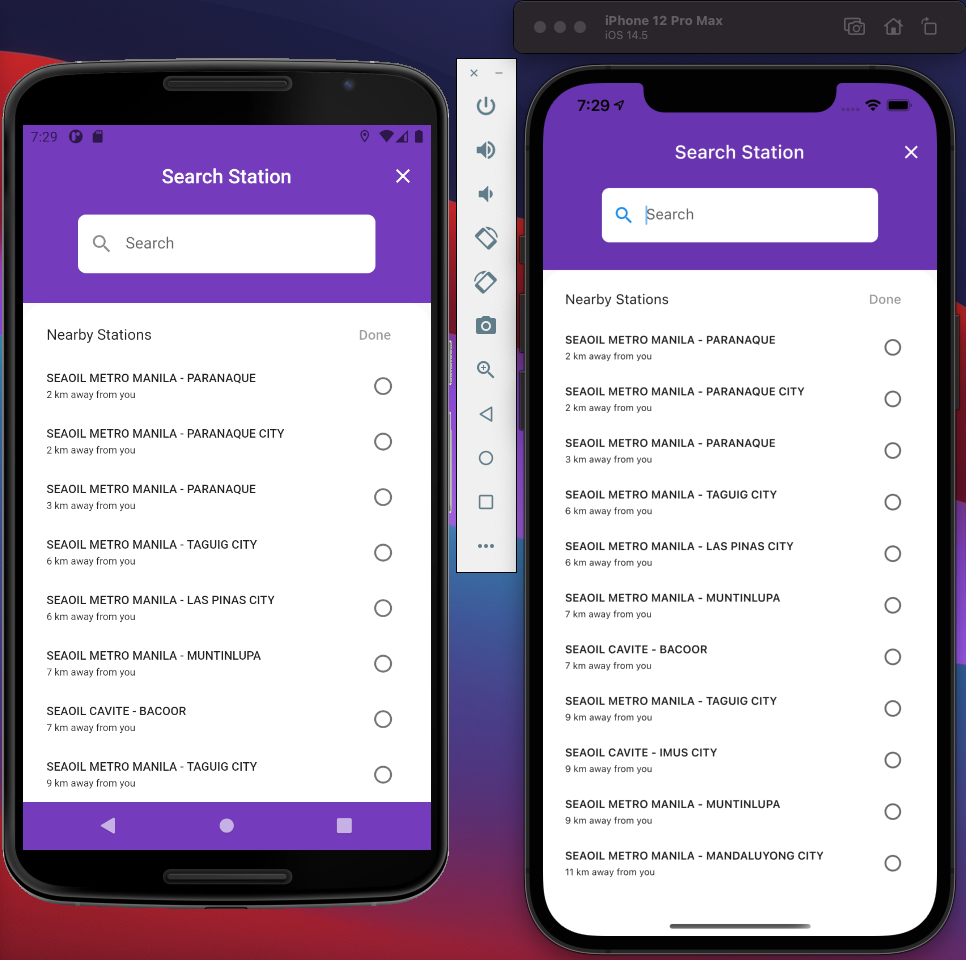 iPhone 12 Pro Max
iOS 14.5
7:29
Search Station
Search
Nearby Stations
Done
SEAOIL METRO MANILA - PARANAQUE
2 km away from you
SEAOIL METRO MANILA - PARANAQUE CITY
2 km away from you
SEAOIL METRO MANILA - PARANAQUE
3 km away from you
SEAOIL METRO MANILA - TAGUIG CITY
6 km away from you
SEAOIL METRO MANILA - LAS PINAS CITY
6 km away from you
SEAOIL METRO MANILA - MUNTINLUPA
7 km away from you
SEAOIL CAVITE - BACOOR
7 km away from you
SEAOIL METRO MANILA - TAGUIG CITY
9 km away from you
7:29
Search Station
Search
Nearby Stations
Done
SEAOIL METRO MANILA - PARANAQUE
2 km away from you
SEAOIL METRO MANILA - PARANAQUE CITY
2 km away from you
SEAOIL METRO MANILA - PARANAQUE
3 km away from you
SEAOIL METRO MANILA - TAGUIG CITY
6 km away from you
SEAOIL METRO MANILA - LAS PINAS CITY
6 km away from you
SEAOIL METRO MANILA - MUNTINLUPA
7 km away from you
SEAOIL CAVITE - BACOOR
7 km away from you
SEAOIL METRO MANILA - TAGUIG CITY
9 km away from you
SEAOIL CAVITE - IMUS CITY
9 km away from you
SEAOIL METRO MANILA - MUNTINLUPA
9 km away from you
SEAOIL METRO MANILA - MANDALUYONG CITY
11 km away from you